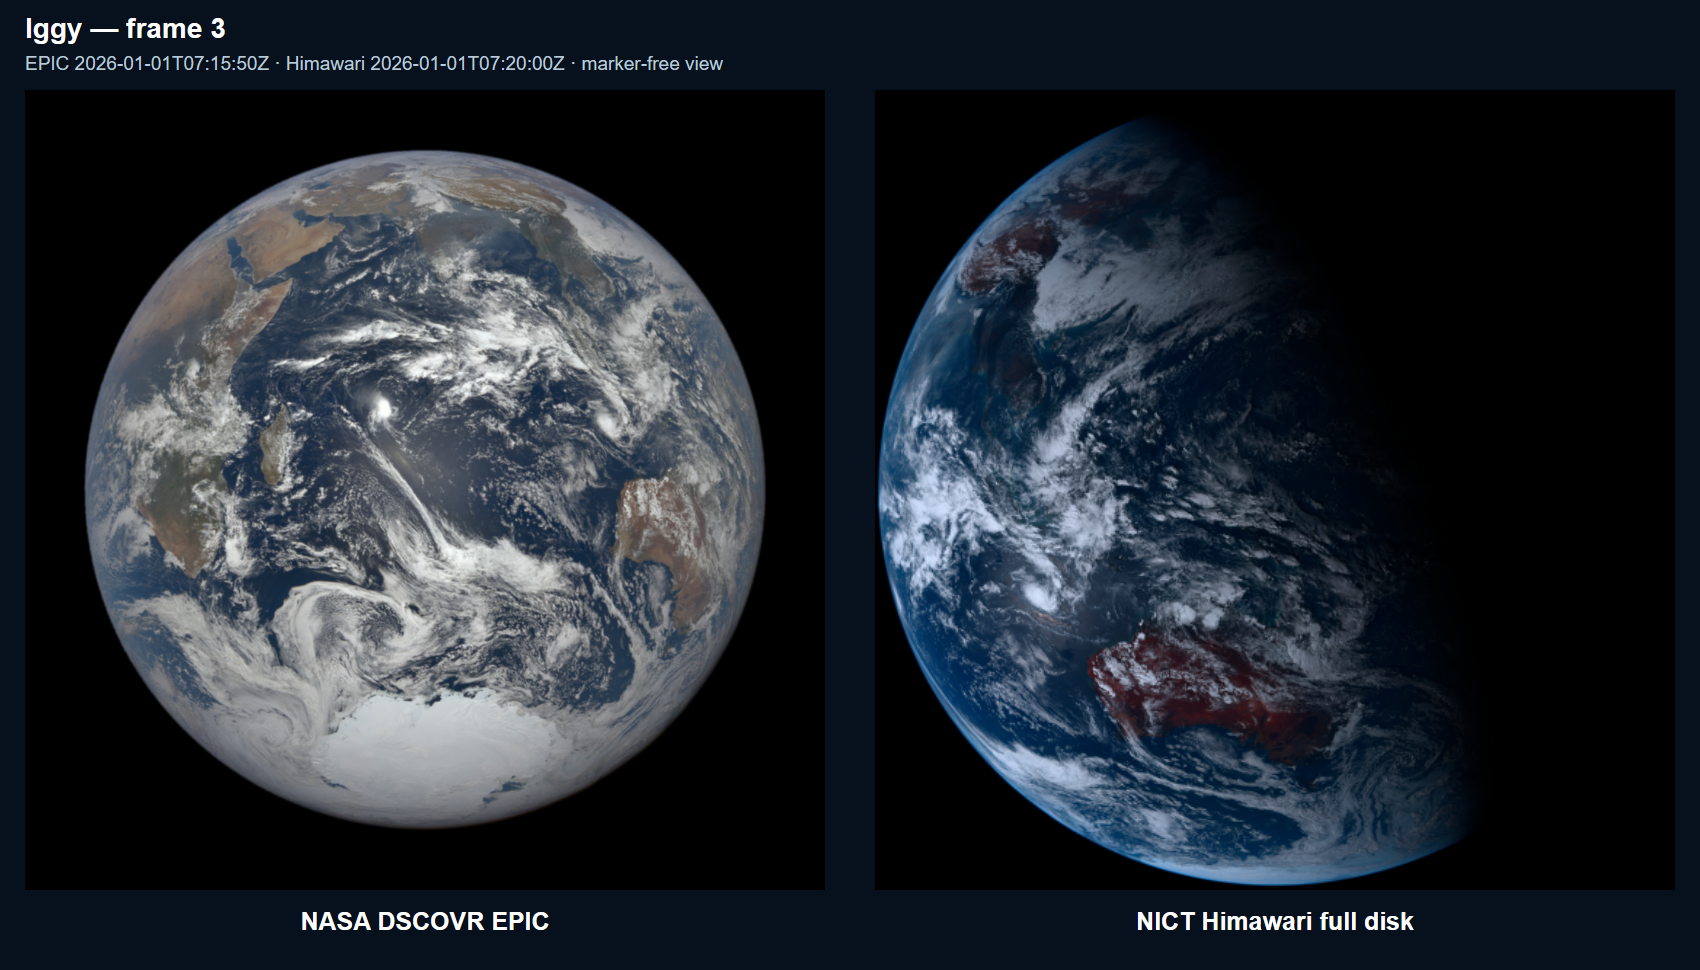 Iggy — frame 3
EPIC 2026-01-01T07:15:50Z · Himawari 2026-01-01T07:20:00Z · marker-free view
NASA DSCOVR EPIC
NICT Himawari full disk